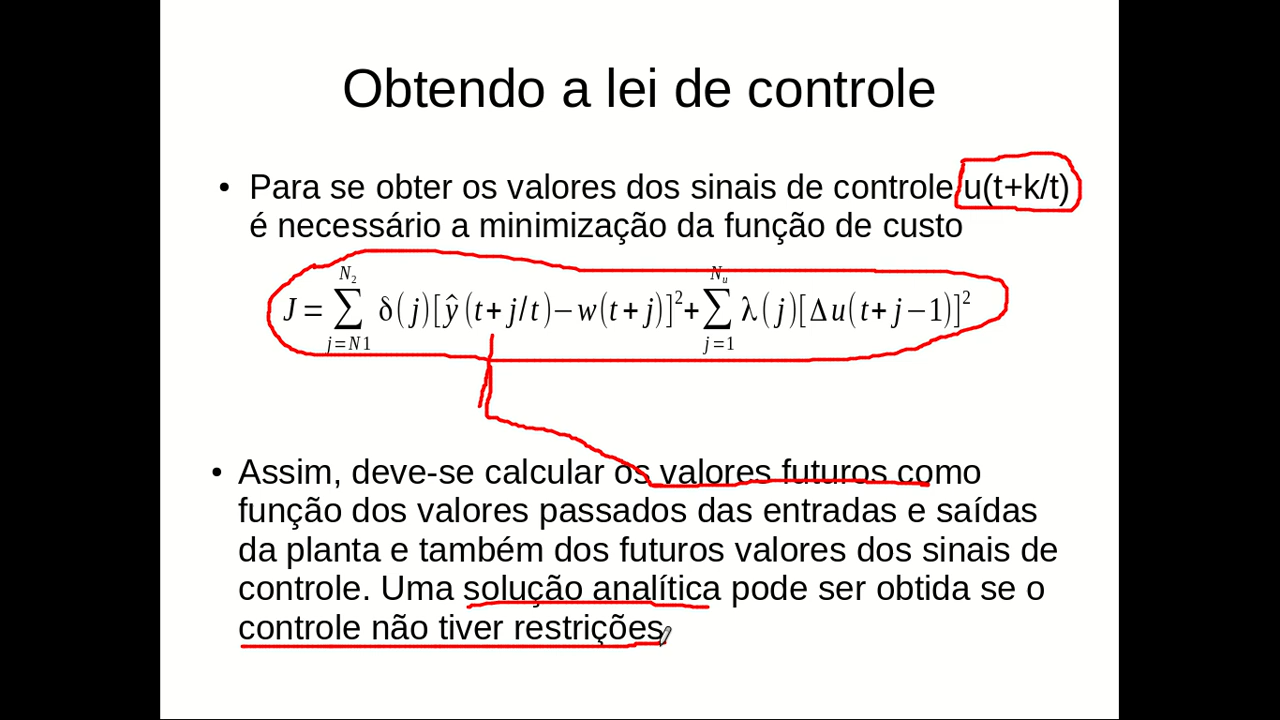 Obtendo a lei de controle
• Para se obter os valores dos sinais de controle u(t+k/t)
é necessário a minimização da função de custo
J = ∑_{j=N1}^{N₂} δ(j)[ŷ(t+j/t)−w(t+j)]²+∑_{j=1}^{Nᵤ} λ(j)[Δu(t+j−1)]²
• Assim, deve-se calcular os valores futuros como
função dos valores passados das entradas e saídas
da planta e também dos futuros valores dos sinais de
controle. Uma solução analítica pode ser obtida se o
controle não tiver restrições.